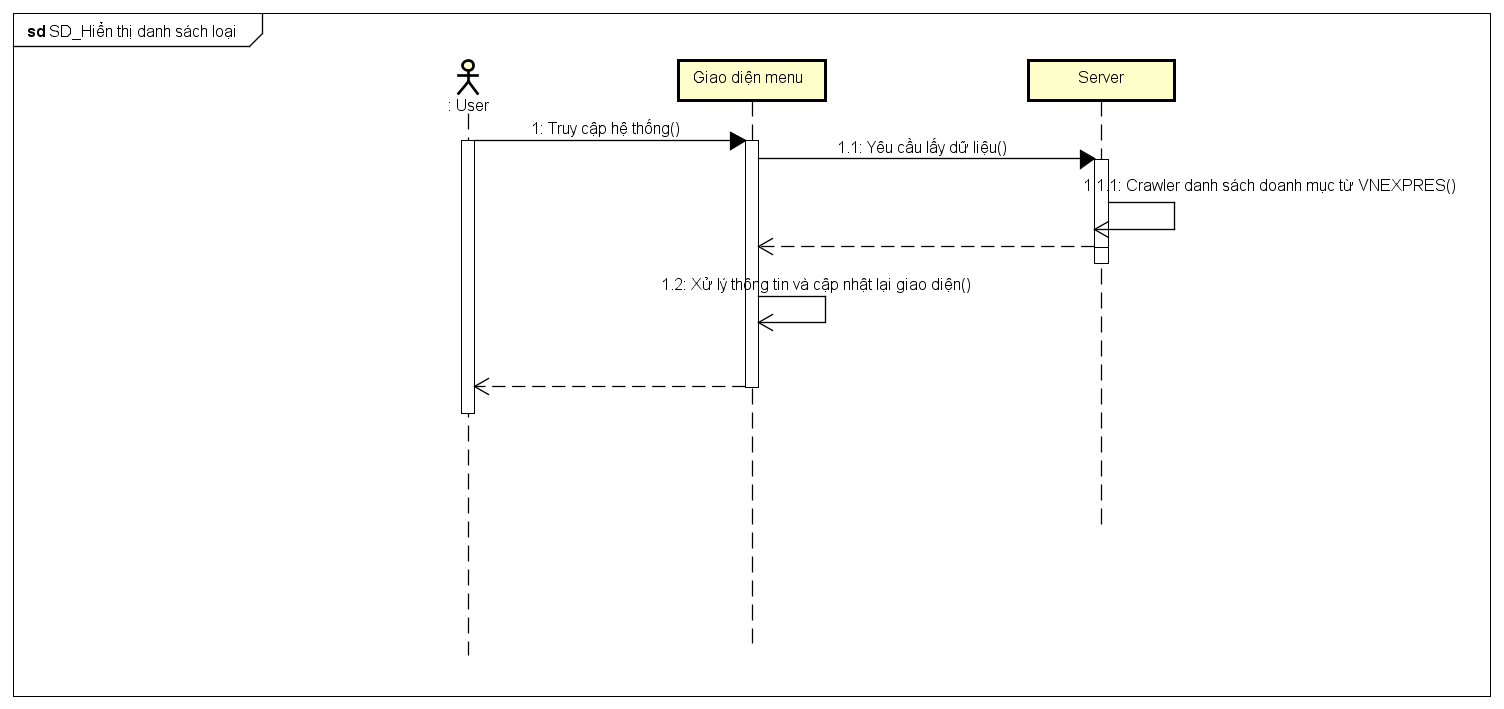 sd SD_Hiển thị danh sách loại
Giao diện menu
Server
: User
1: Truy cập hệ thống()
1.1: Yêu cầu lấy dữ liệu()
1.1.1: Crawler danh sách doanh mục từ VNEXPRES()
1.2: Xử lý thông tin và cập nhật lại giao diện()